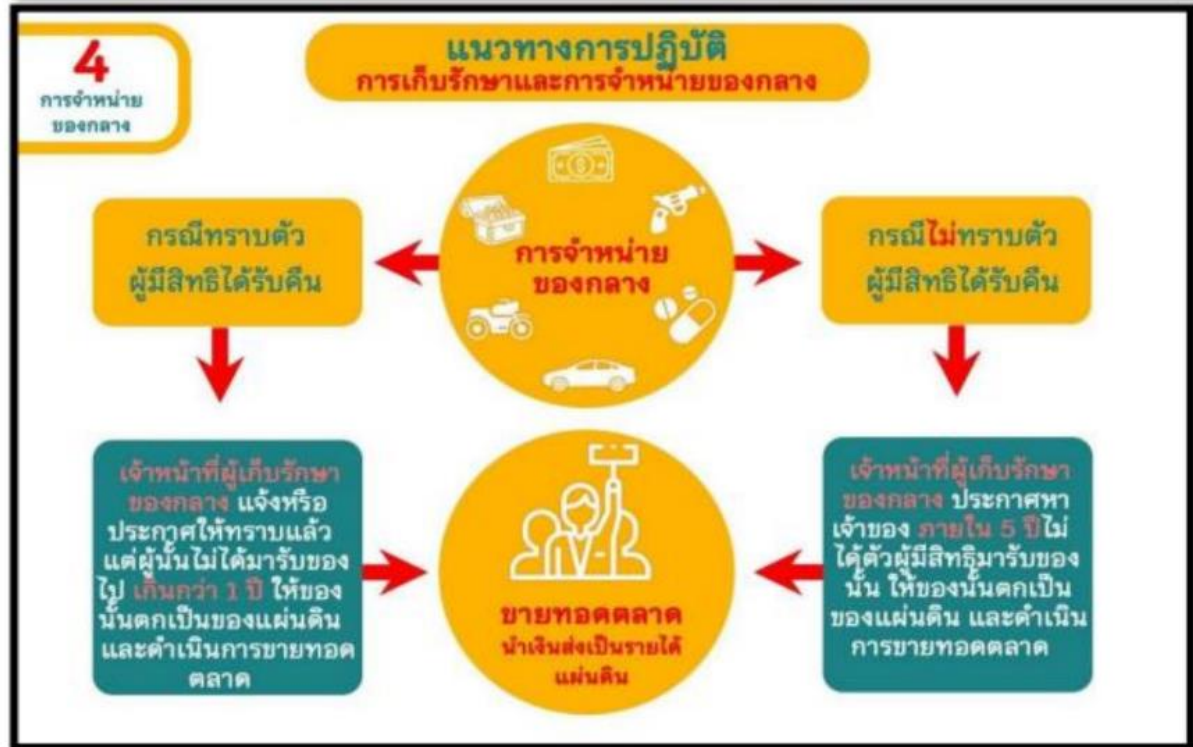 4
การจำหน่าย
ของกลาง
แนวทางการปฏิบัติ
การเก็บรักษาและการจำหน่ายของกลาง
กรณีทราบตัว
ผู้มีสิทธิได้รับคืน
การจำหน่าย
ของกลาง
กรณีไม่ทราบตัว
ผู้มีสิทธิได้รับคืน
เจ้าหน้าที่ผู้เก็บรักษา
ของกลาง แจ้งหรือ
ประกาศให้ทราบแล้ว
แต่ผู้นั้นไม่ได้มารับของ
ไป เกินกว่า 1 ปี ให้ของ
นั้นตกเป็นของแผ่นดิน
และดำเนินการขายทอด
ตลาด
ขายทอดตลาด
นำเงินส่งเป็นรายได้
แผ่นดิน
เจ้าหน้าที่ผู้เก็บรักษา
ของกลาง ประกาศหา
เจ้าของ ภายใน 5 ปีไม่
ได้ตัวผู้มีสิทธิมารับของ
นั้น ให้ของนั้นตกเป็น
ของแผ่นดิน และดำเนิน
การขายทอดตลาด